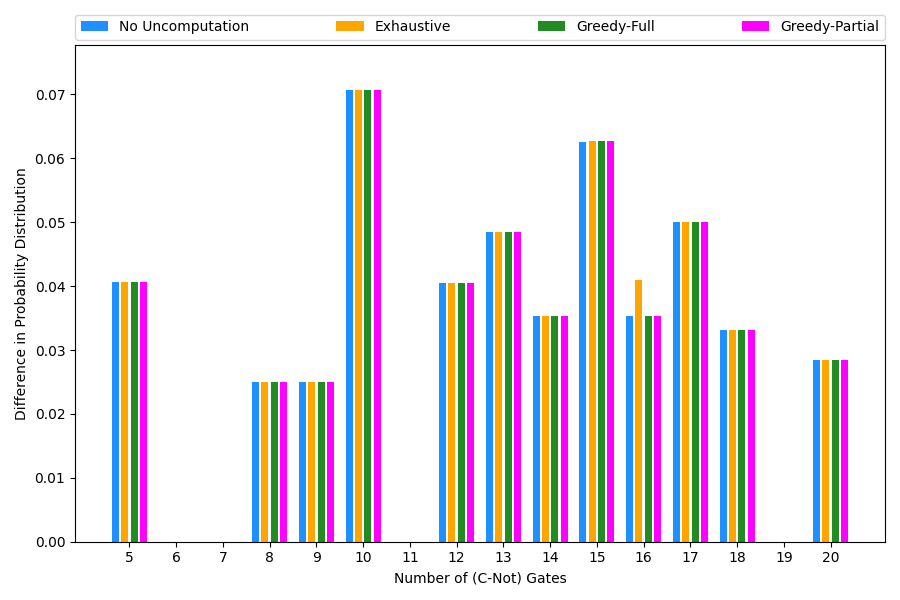 No Uncomputation Exhaustive Greedy-Full Greedy-Partial
Difference in Probability Distribution
0.07
0.06
0.05
0.04
0.03
0.02
0.01
0.00
5 6 7 8 9 10 11 12 13 14 15 16 17 18 19 20
Number of (C-Not) Gates